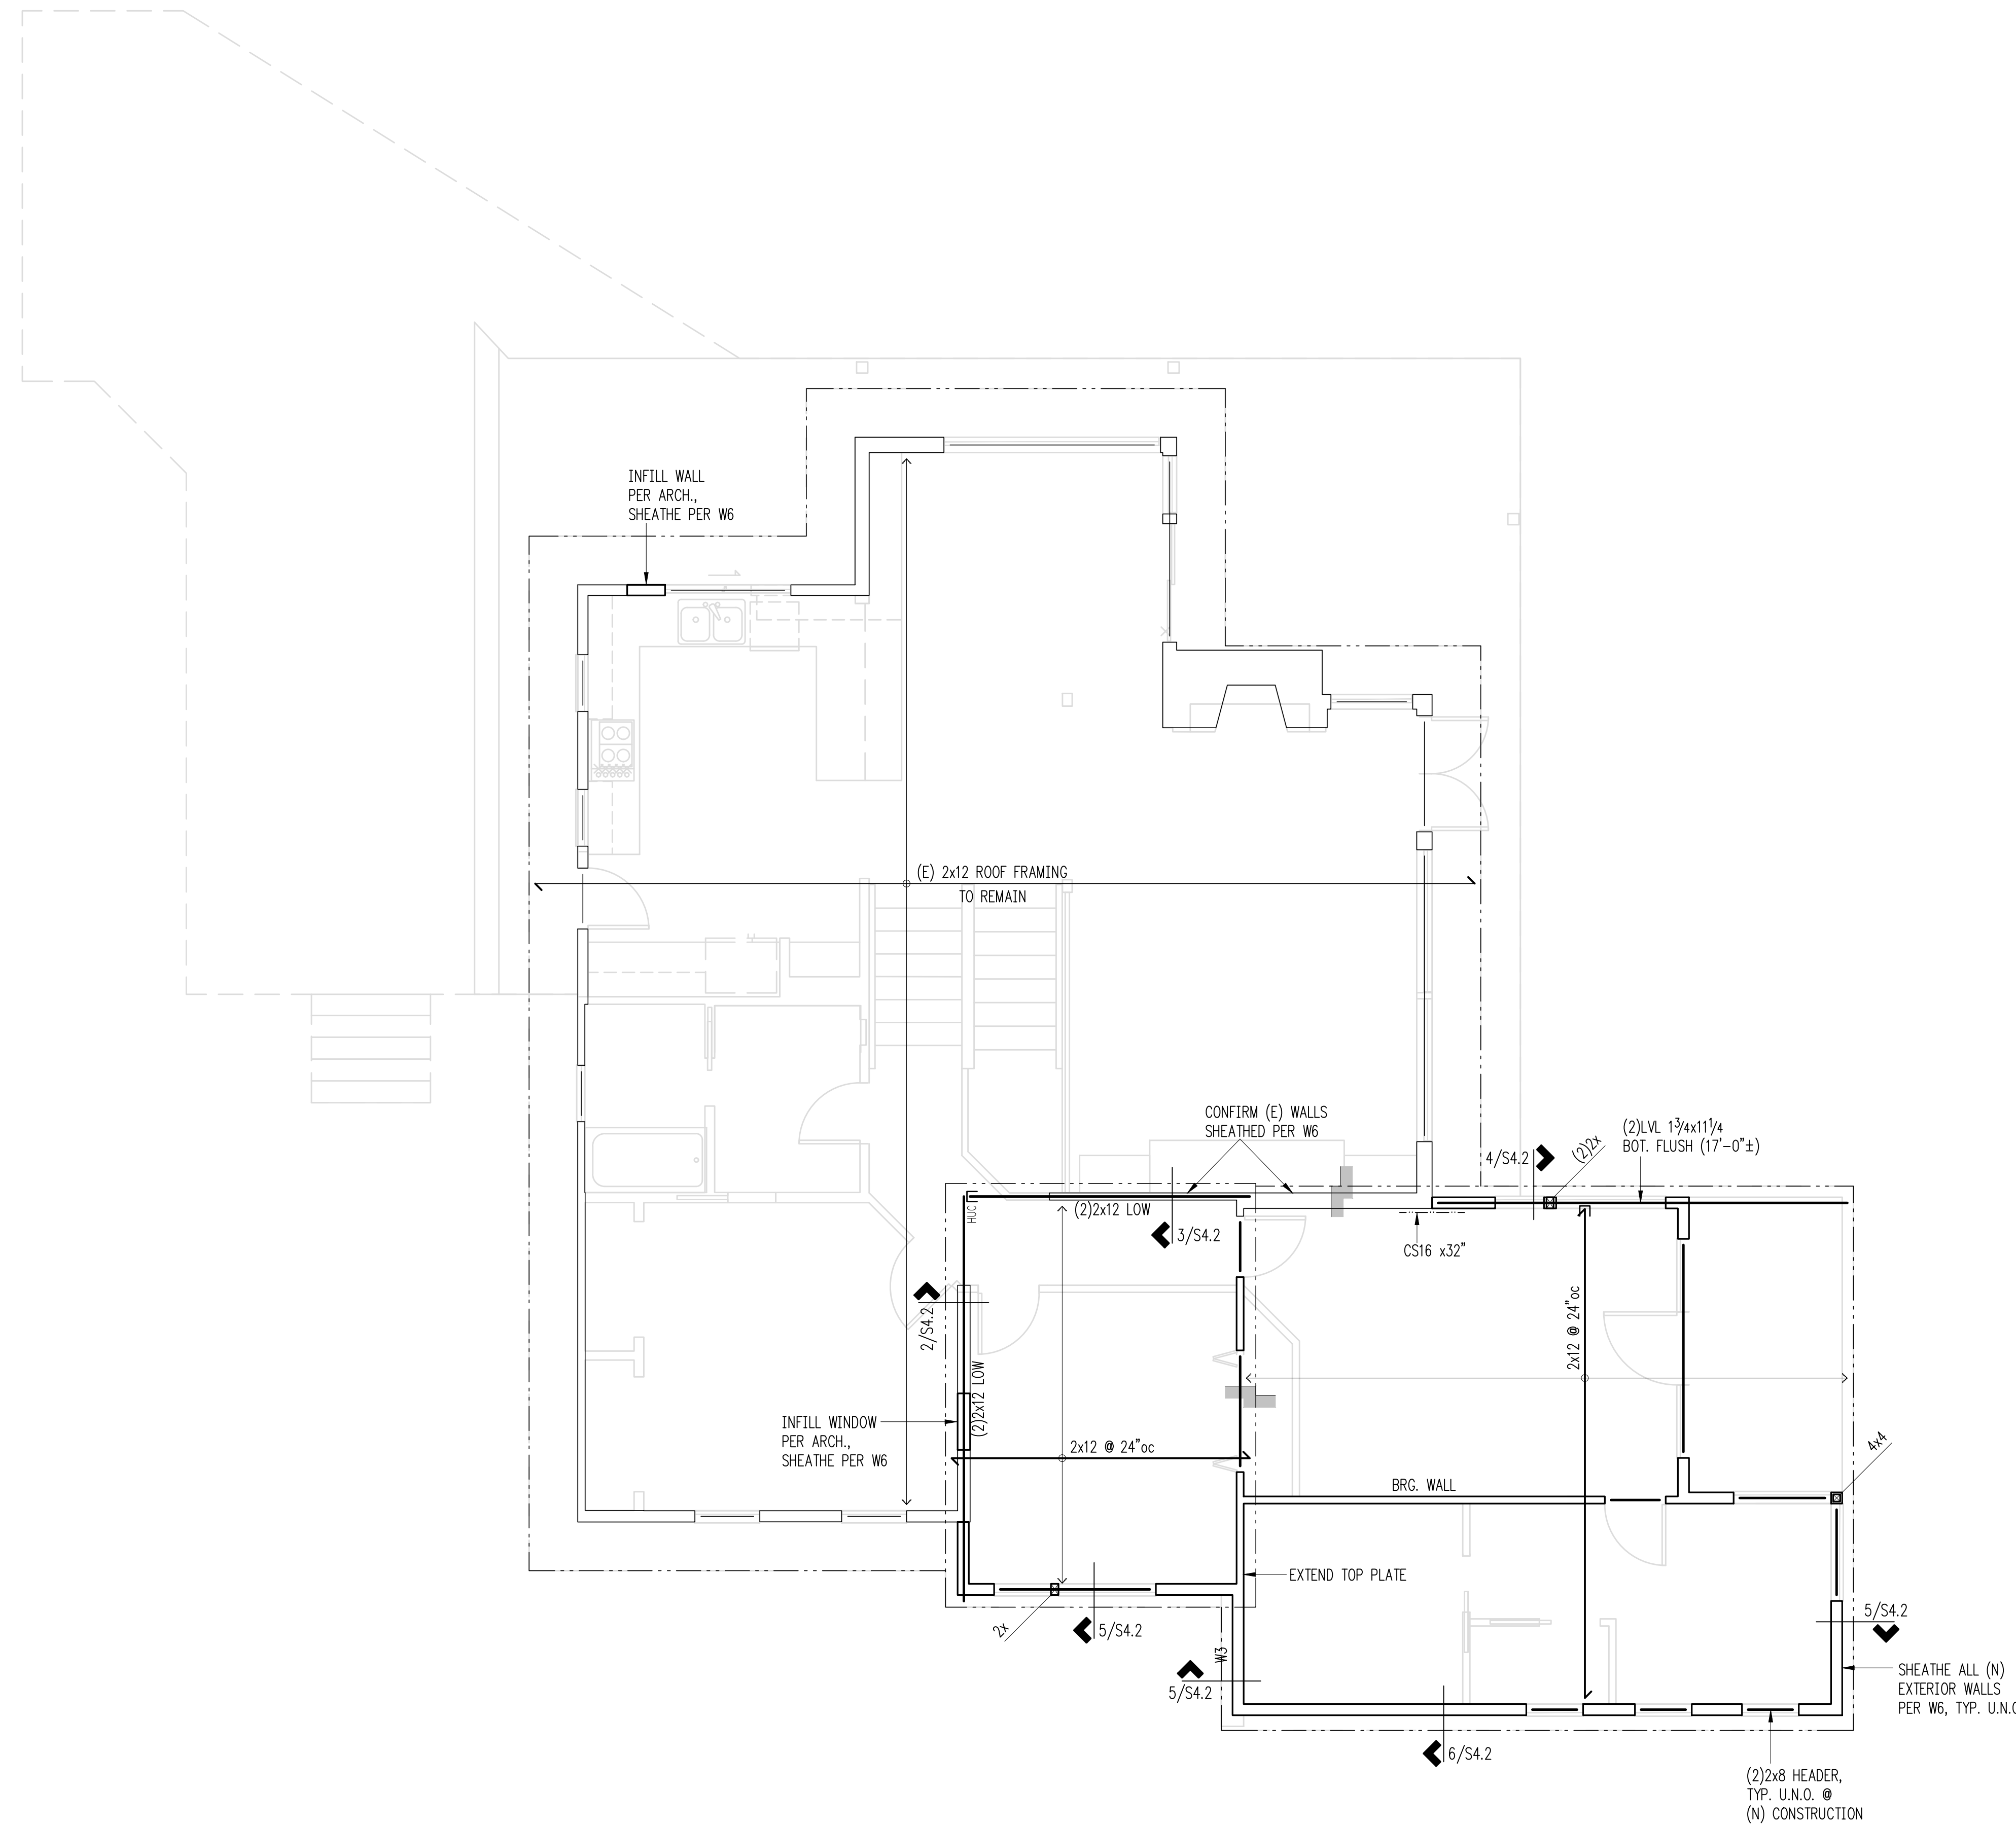 INFILL WALL
PER ARCH.,
SHEATHE PER W6
(E) 2x12 ROOF FRAMING
TO REMAIN
CONFIRM (E) WALLS
SHEATHED PER W6
(2)LVL 1 3/4x11 1/4
BOT. FLUSH (17'-0"±)
4/S4.2
(2)2x
HUC
(2)2x12 LOW
3/S4.2
CS16 x32"
2/S4.2
2x12 @ 24"oc
(2)2x12 LOW
INFILL WINDOW
PER ARCH.,
SHEATHE PER W6
2x12 @ 24"oc
4x4
BRG. WALL
EXTEND TOP PLATE
2x
5/S4.2
5/S4.2
W3
5/S4.2
SHEATHE ALL (N)
EXTERIOR WALLS
PER W6, TYP. U.N.O
6/S4.2
(2)2x8 HEADER,
TYP. U.N.O. @
(N) CONSTRUCTION